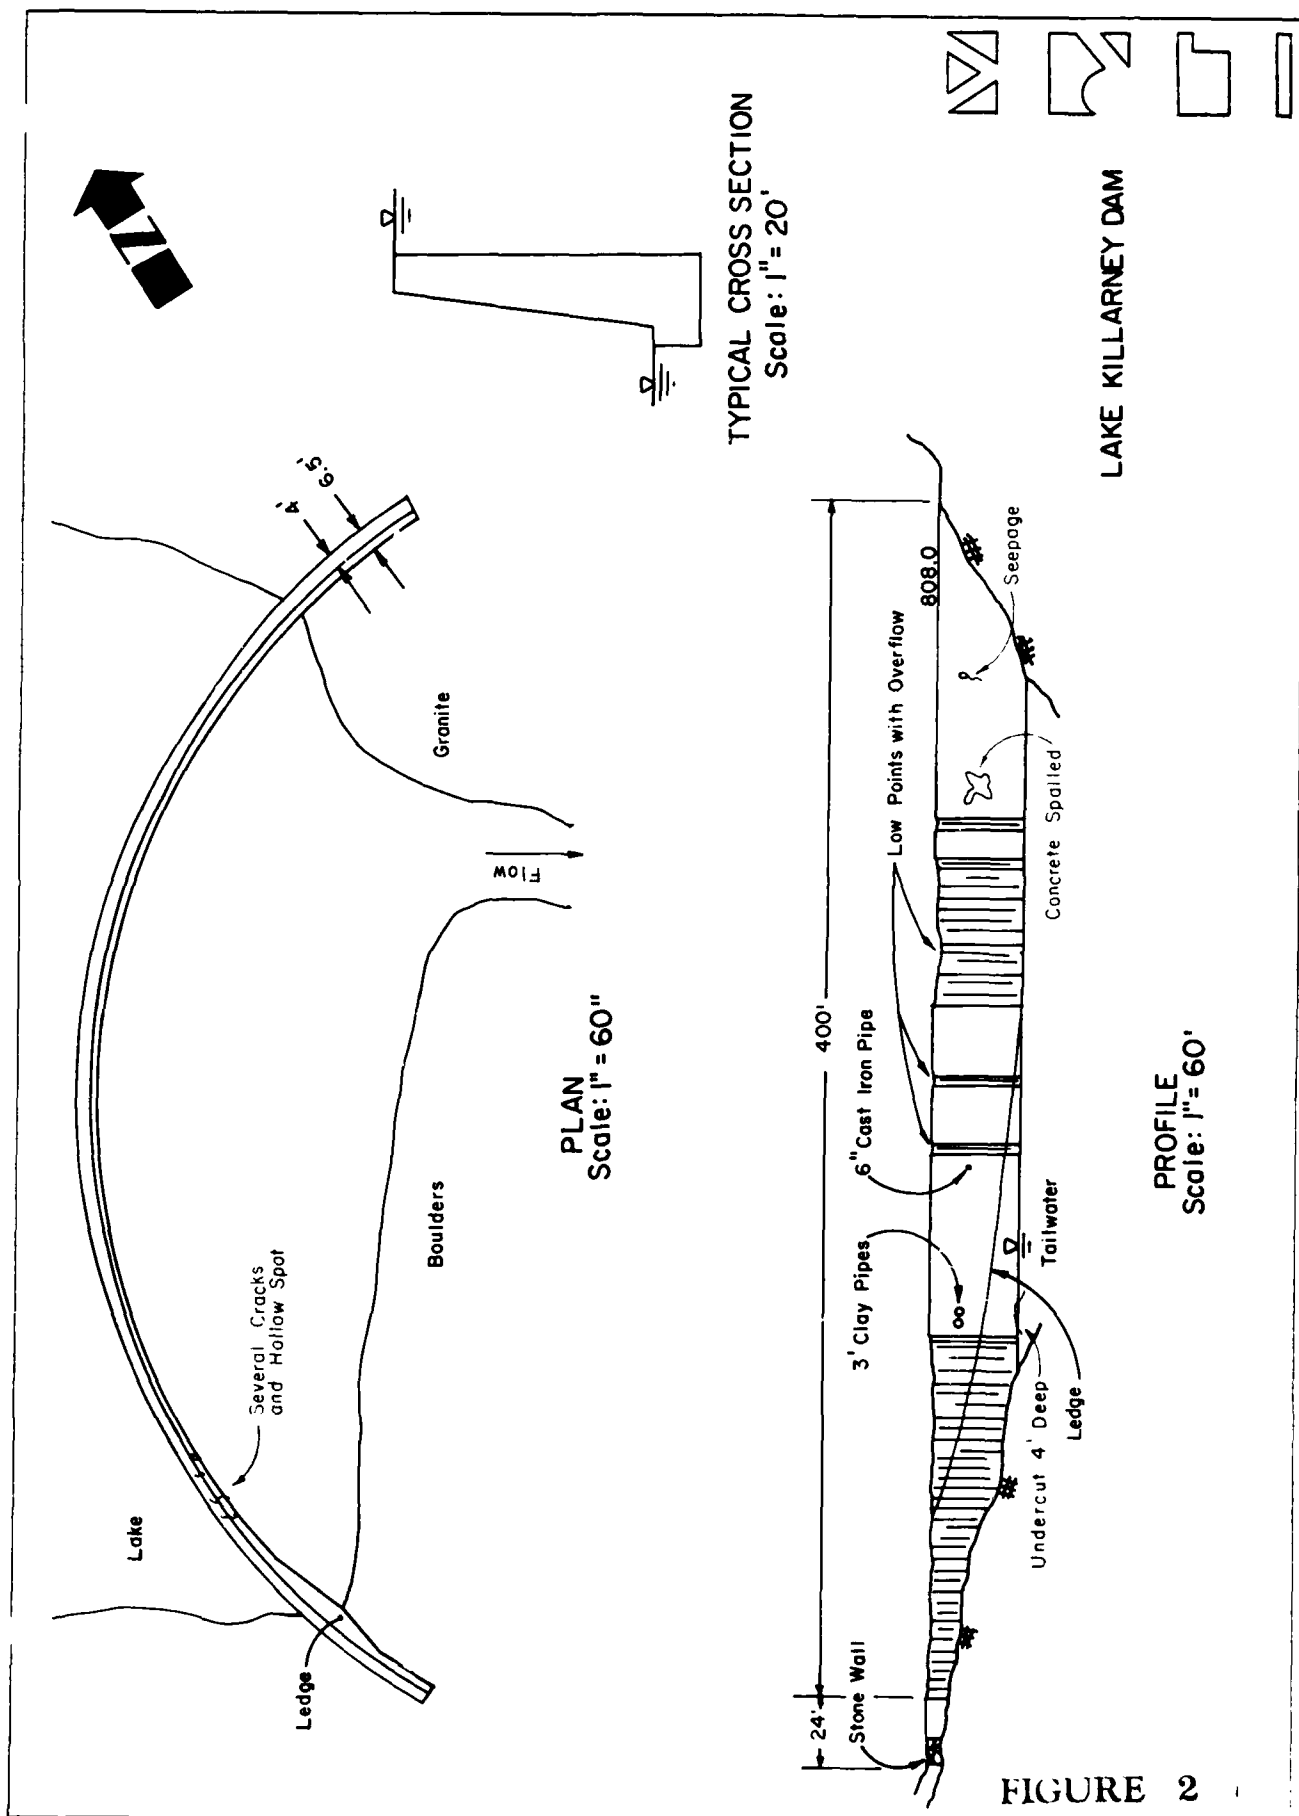 Lake
Ledge
Several Cracks
and Hollow Spot
Boulders
Granite
Flow
4'
6.5'
PLAN
Scale: 1" = 60"
TYPICAL CROSS SECTION
Scale: 1" = 20'
24'
400'
Stone Wall
3' Clay Pipes
6" Cast Iron Pipe
Low Points with Overflow
808.0
Seepage
Concrete Spalled
Tailwater
Undercut 4' Deep
Ledge
PROFILE
Scale: 1" = 60'
LAKE KILLARNEY DAM
FIGURE 2